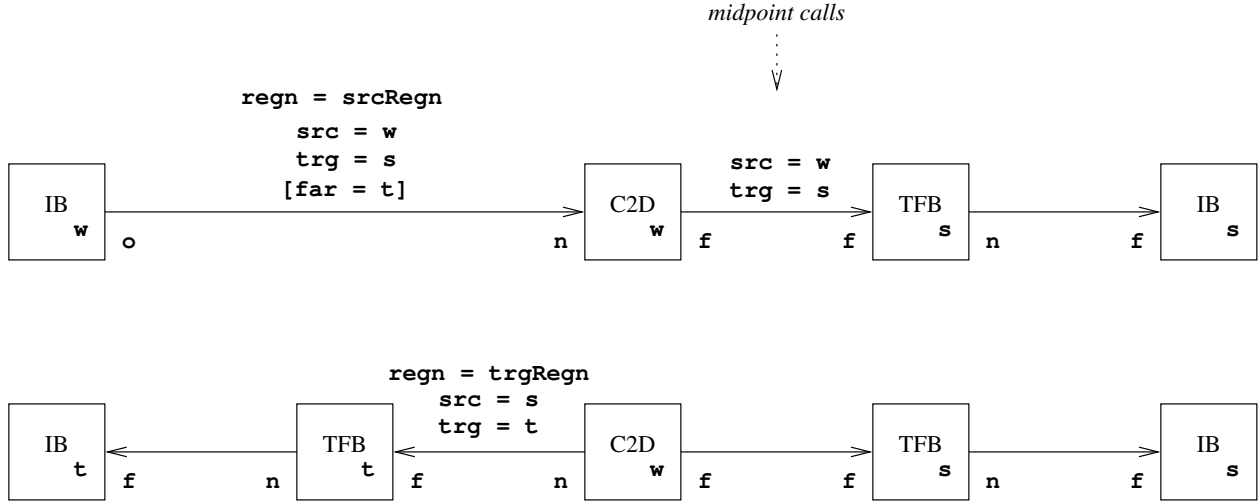 midpoint calls
regn = srcRegn
src = w
trg = s
[far = t]
src = w
trg = s
IB w
C2D w
TFB s
IB s
o n f f n f
regn = trgRegn
src = s
trg = t
IB t
TFB t
C2D w
TFB s
IB s
f n f n f f n f